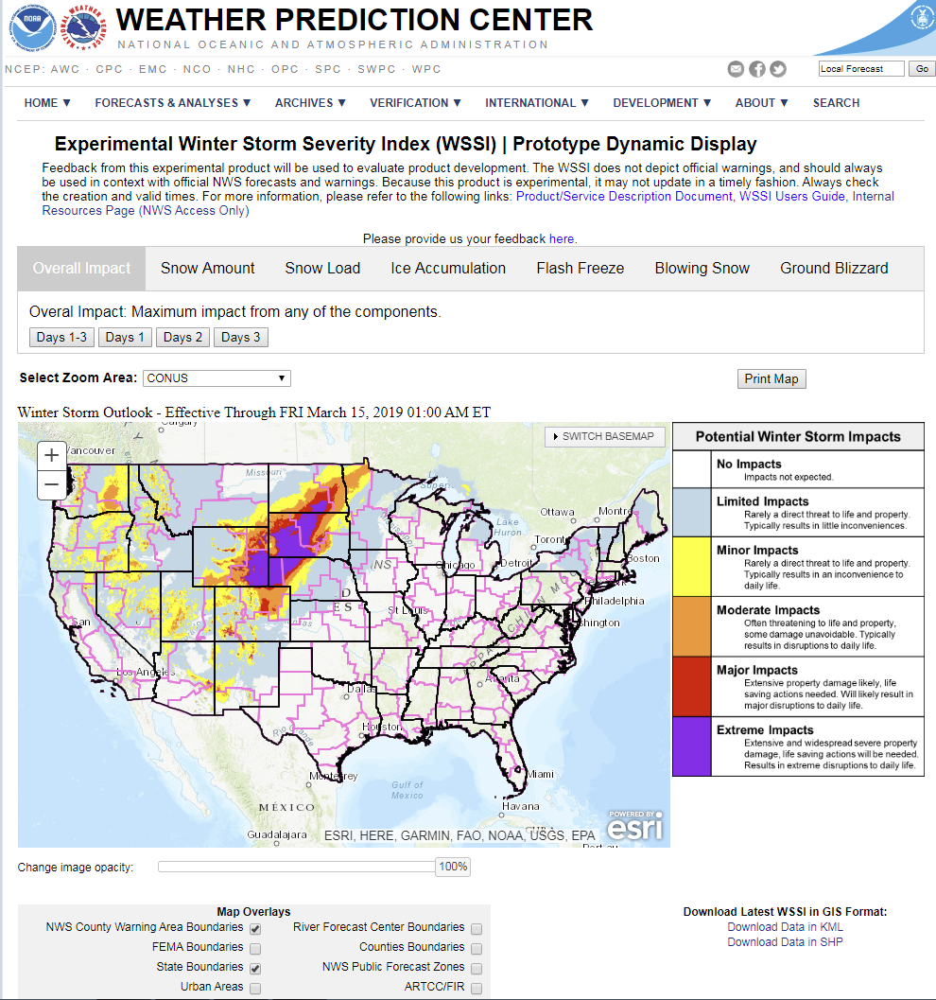 WEATHER PREDICTION CENTER
NATIONAL OCEANIC AND ATMOSPHERIC ADMINISTRATION
NOAA
NCEP: AWC · CPC · EMC · NCO · NHC · OPC · SPC · SWPC · WPC
Local Forecast
Go
HOME ▼ FORECASTS & ANALYSES ▼ ARCHIVES ▼ VERIFICATION ▼ INTERNATIONAL ▼ DEVELOPMENT ▼ ABOUT ▼ SEARCH
Experimental Winter Storm Severity Index (WSSI) | Prototype Dynamic Display
Feedback from this experimental product will be used to evaluate product development. The WSSI does not depict official warnings, and should always
be used in context with official NWS forecasts and warnings. Because this product is experimental, it may not update in a timely fashion. Always check
the creation and valid times. For more information, please refer to the following links: Product/Service Description Document, WSSI Users Guide, Internal
Resources Page (NWS Access Only)
Please provide us your feedback here.
Overall Impact Snow Amount Snow Load Ice Accumulation Flash Freeze Blowing Snow Ground Blizzard
Overal Impact: Maximum impact from any of the components.
Days 1-3 Days 1 Days 2 Days 3
Select Zoom Area: CONUS ▼
Print Map
Winter Storm Outlook - Effective Through FRI March 15, 2019 01:00 AM ET
+
−
SWITCH BASEMAP
Calgary
Vancouver
Missouri
Superior
Ottawa
Montre
Lake
Huron
Toront
Boston
Chicago
Detroit
Philadelphia
shington
St Louis
San
Los Angeles
Atlanta
Dallas
Houston
Rio Grande
Monterrey
Miami
Gulf of
Mexico
MÉXICO
Havana
CUBA
Guadalajara
ESRI, HERE, GARMIN, FAO, NOAA, USGS, EPA
POWERED BY
esri
Potential Winter Storm Impacts
No Impacts
Impacts not expected.
Limited Impacts
Rarely a direct threat to life and property.
Typically results in little inconveniences.
Minor Impacts
Rarely a direct threat to life and property.
Typically results in an inconvenience to
daily life.
Moderate Impacts
Often threatening to life and property,
some damage unavoidable. Typically
results in disruptions to daily life.
Major Impacts
Extensive property damage likely, life
saving actions needed. Will likely result in
major disruptions to daily life.
Extreme Impacts
Extensive and widespread severe property
damage, life saving actions will be needed.
Results in extreme disruptions to daily life.
Change image opacity: 100%
Map Overlays
NWS County Warning Area Boundaries River Forecast Center Boundaries
FEMA Boundaries Counties Boundaries
State Boundaries NWS Public Forecast Zones
Urban Areas ARTCC/FIR
Download Latest WSSI in GIS Format:
Download Data in KML
Download Data in SHP